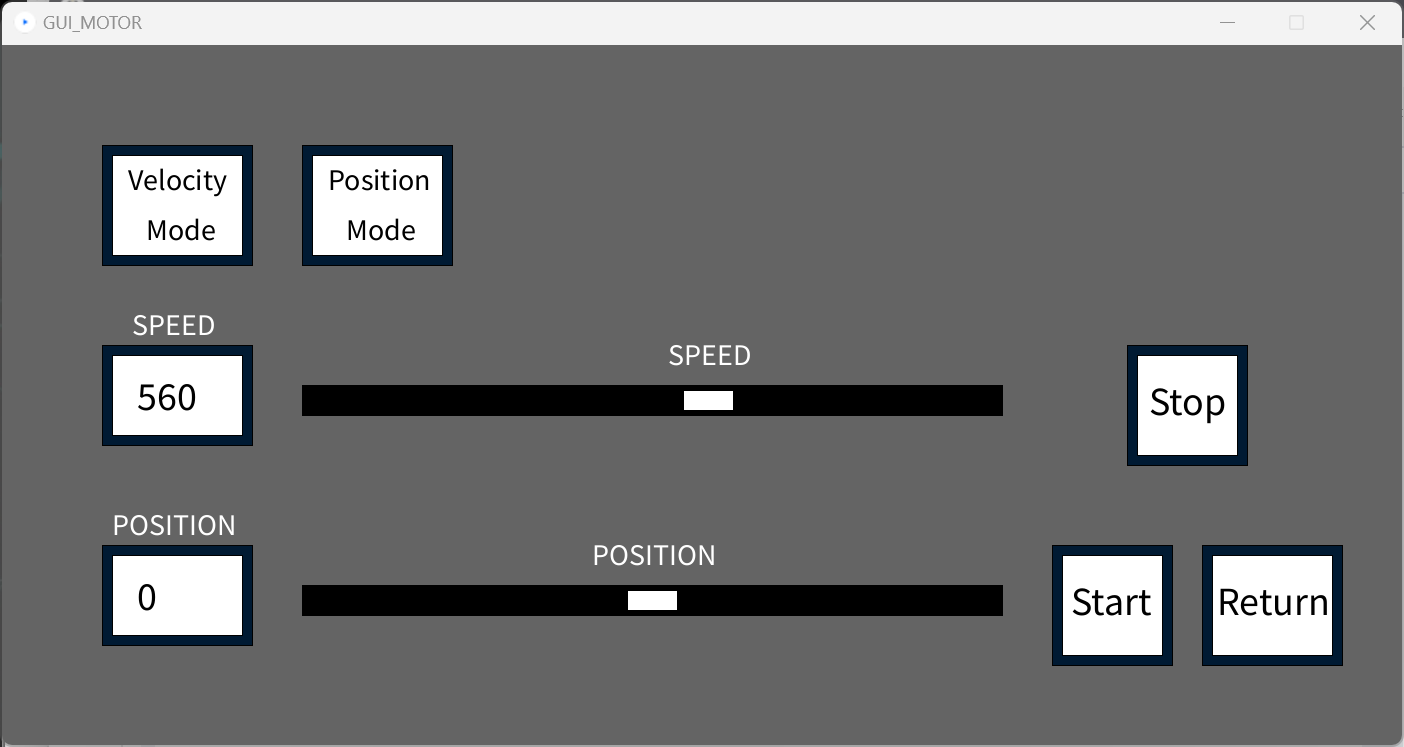 GUI_MOTOR
Velocity
Mode
Position
Mode
SPEED
560
SPEED
Stop
POSITION
0
POSITION
Start
Return